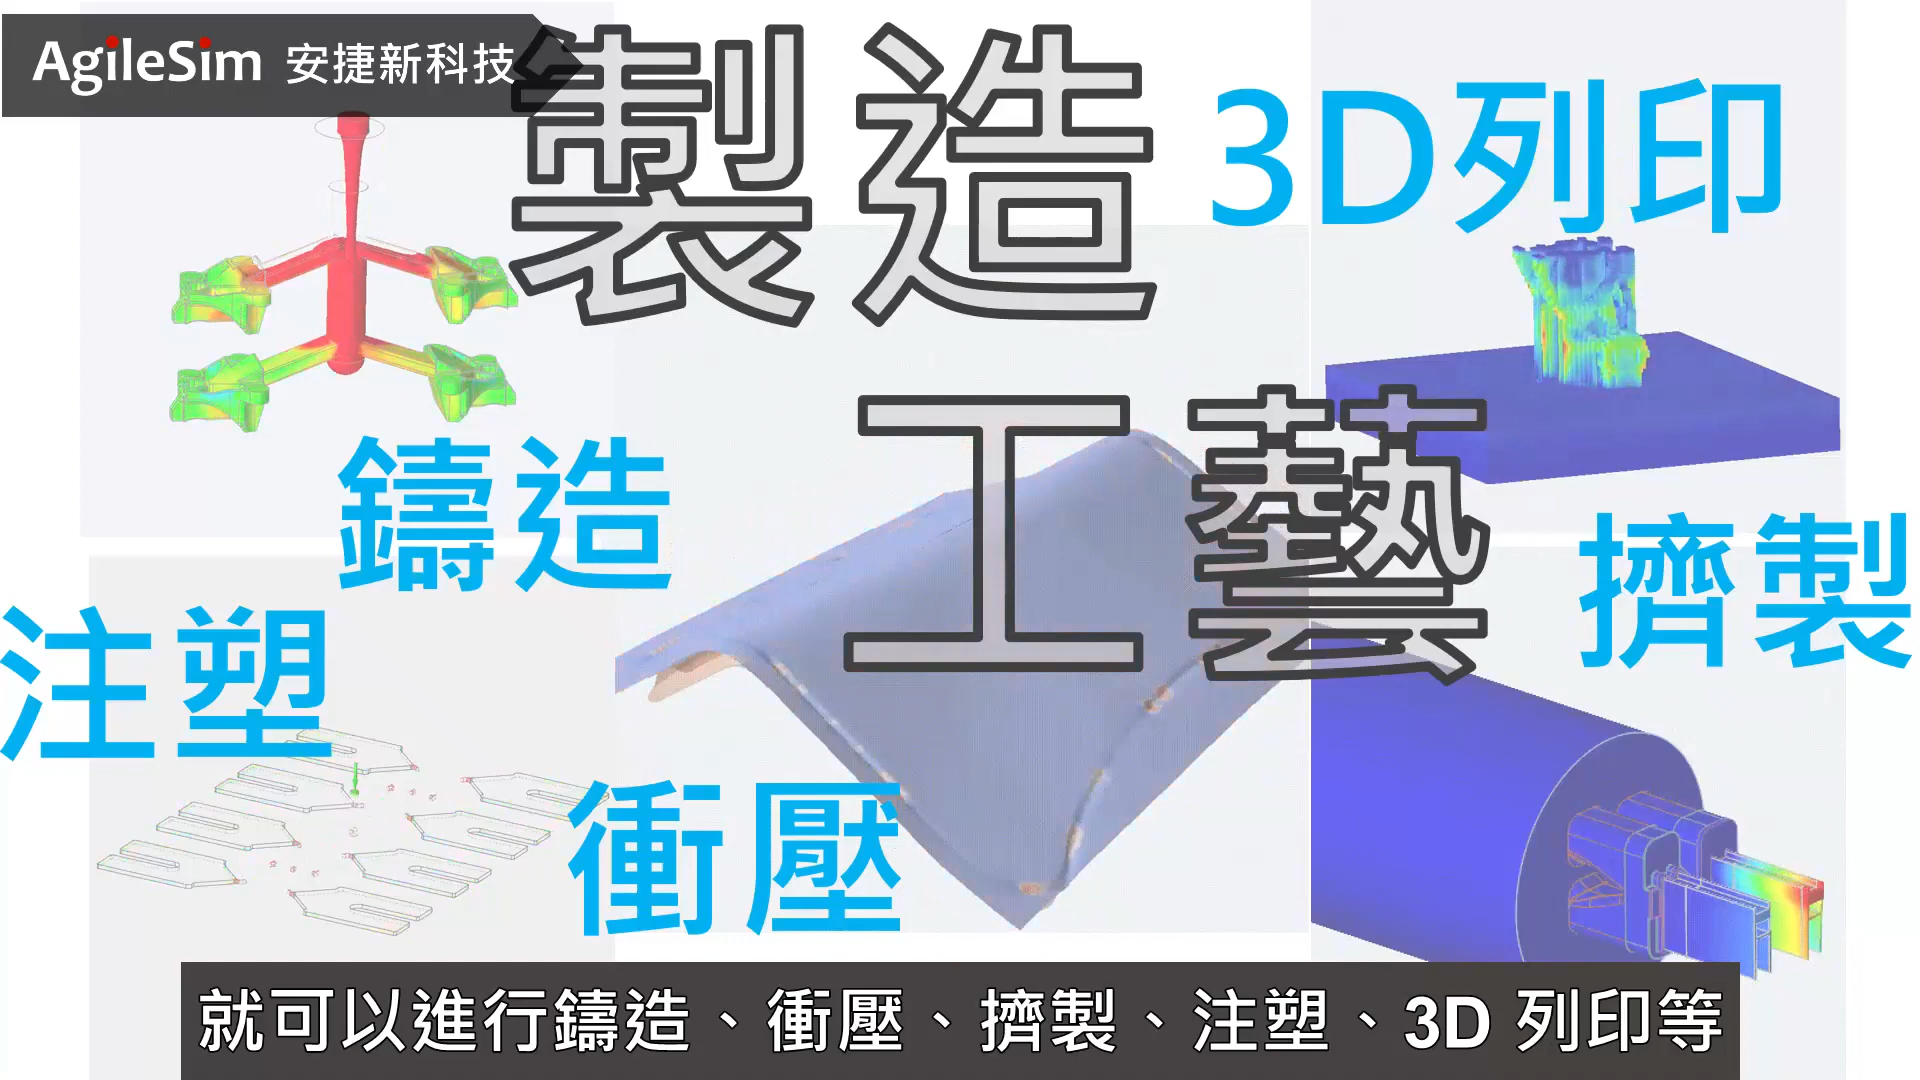 AgileSim 安捷新科技
製造
工藝
3D列印
鑄造
擠製
注塑
衝壓
就可以進行鑄造、衝壓、擠製、注塑、3D 列印等